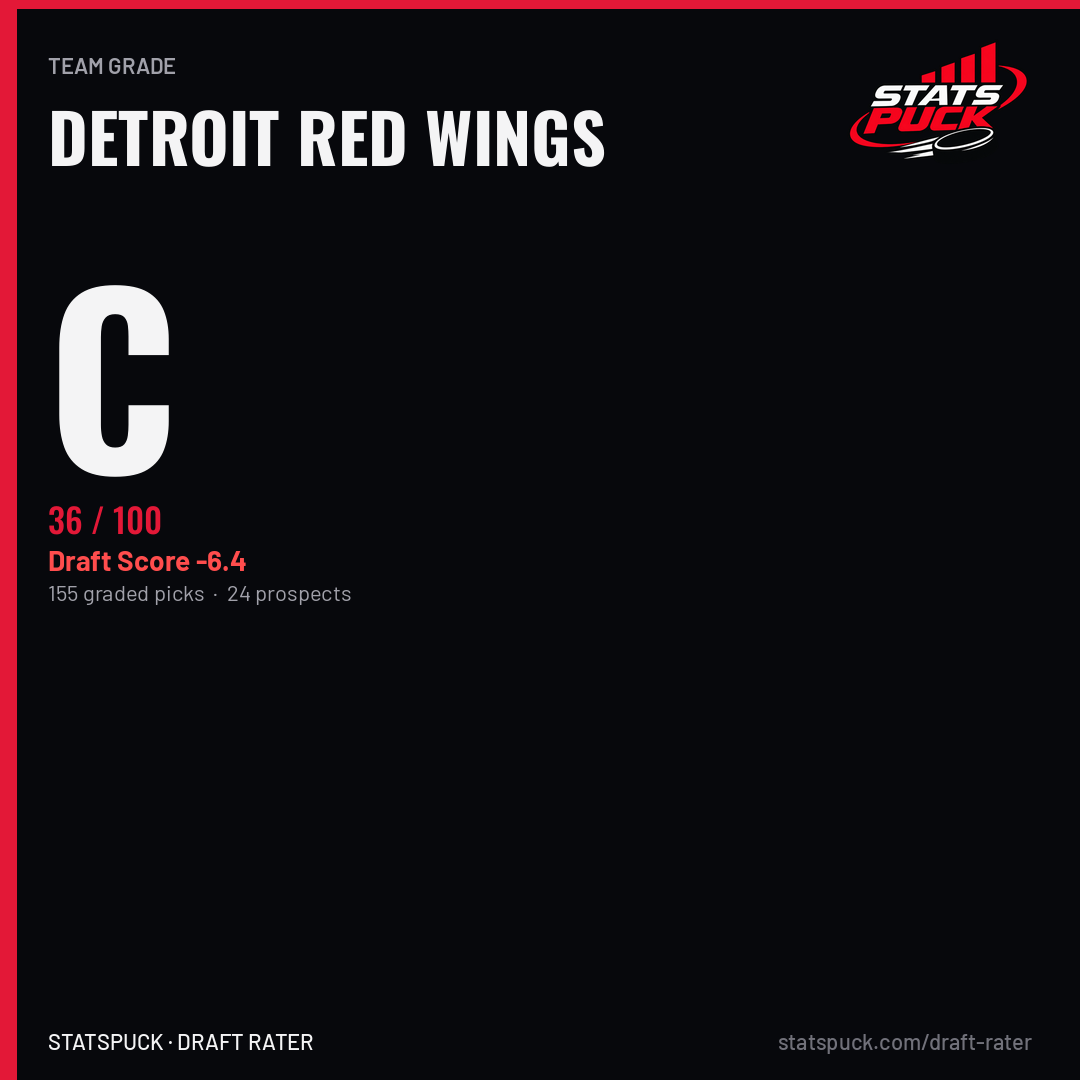 TEAM GRADE
DETROIT RED WINGS
STATS
PUCK
C
36 / 100
Draft Score -6.4
155 graded picks · 24 prospects
STATSPUCK · DRAFT RATER
statspuck.com/draft-rater